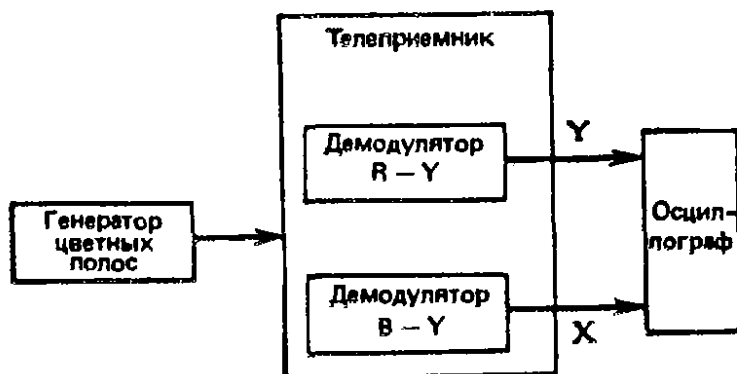 Телеприемник
Демодулятор
R – Y
Y
Генератор
цветных
полос
Осцил-
лограф
Демодулятор
B – Y
X